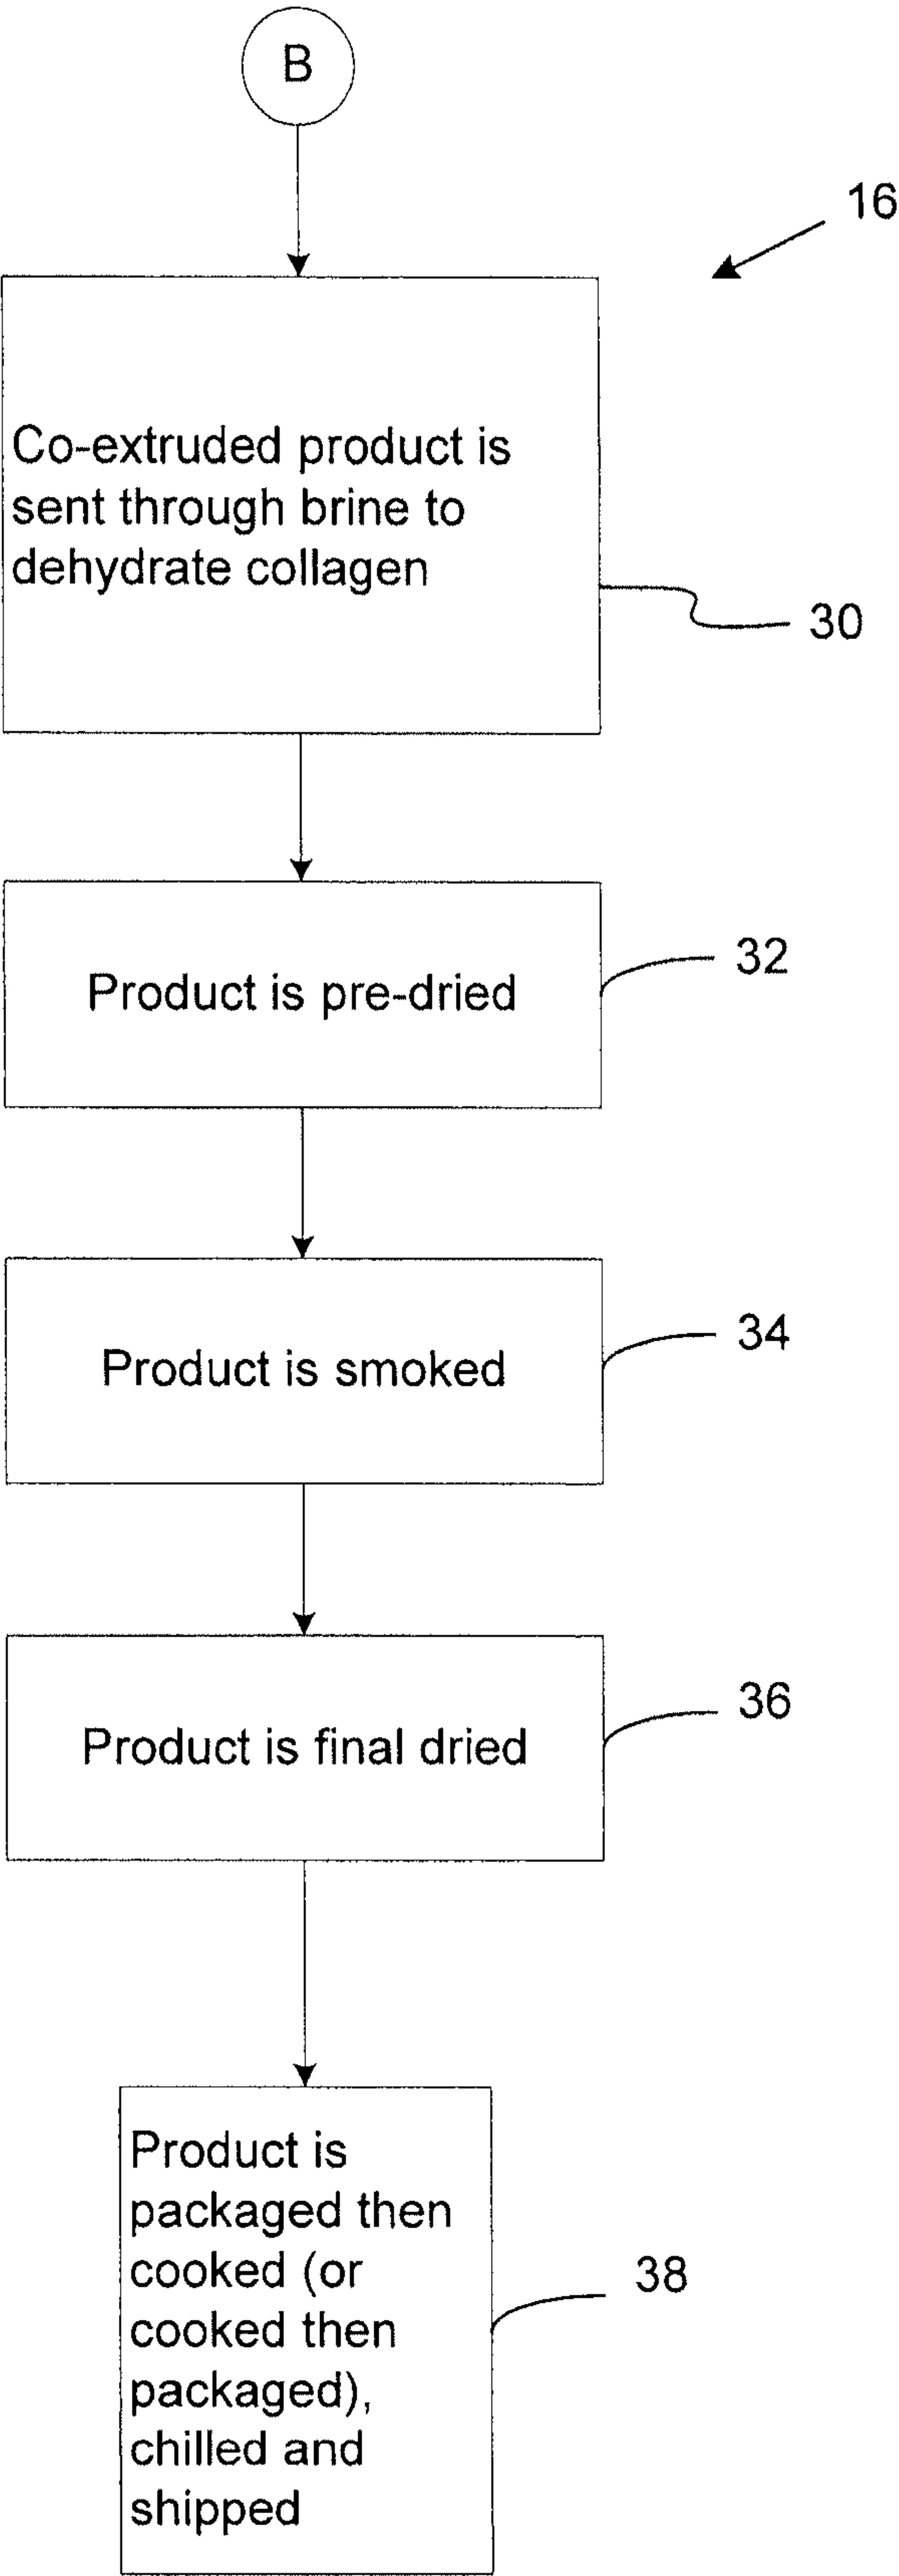 B
16
Co-extruded product is
sent through brine to
dehydrate collagen
30
Product is pre-dried
32
Product is smoked
34
Product is final dried
36
Product is
packaged then
cooked (or
cooked then
packaged),
chilled and
shipped
38